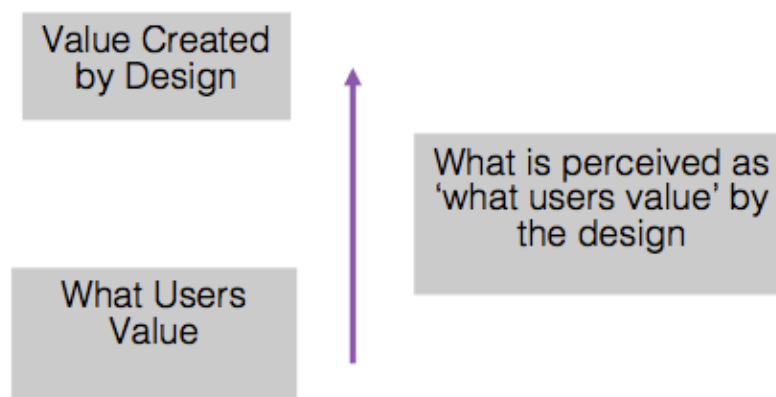 Value Created
by Design
What is perceived as
‘what users value’ by
the design
What Users
Value